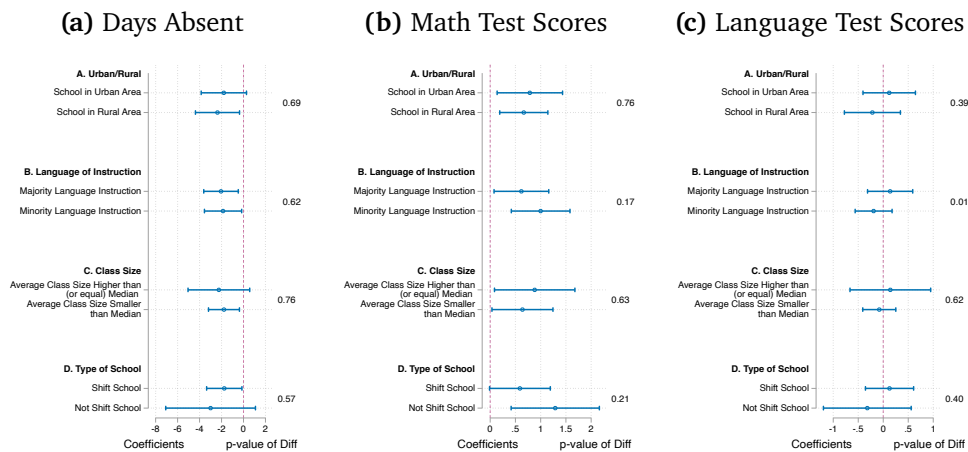 (a) Days Absent
A. Urban/Rural
School in Urban Area
School in Rural Area
0.69
B. Language of Instruction
Majority Language Instruction
Minority Language Instruction
0.62
C. Class Size
Average Class Size Higher than
(or equal) Median
Average Class Size Smaller
than Median
0.76
D. Type of School
Shift School
Not Shift School
0.57
-8 -6 -4 -2 0 2
Coefficients p-value of Diff
(b) Math Test Scores
A. Urban/Rural
School in Urban Area
School in Rural Area
0.76
B. Language of Instruction
Majority Language Instruction
Minority Language Instruction
0.17
C. Class Size
Average Class Size Higher than
(or equal) Median
Average Class Size Smaller
than Median
0.63
D. Type of School
Shift School
Not Shift School
0.21
0 .5 1 1.5 2
Coefficients p-value of Diff
(c) Language Test Scores
A. Urban/Rural
School in Urban Area
School in Rural Area
0.39
B. Language of Instruction
Majority Language Instruction
Minority Language Instruction
0.01
C. Class Size
Average Class Size Higher than
(or equal) Median
Average Class Size Smaller
than Median
0.62
D. Type of School
Shift School
Not Shift School
0.40
-1 -.5 0 .5 1
Coefficients p-value of Diff